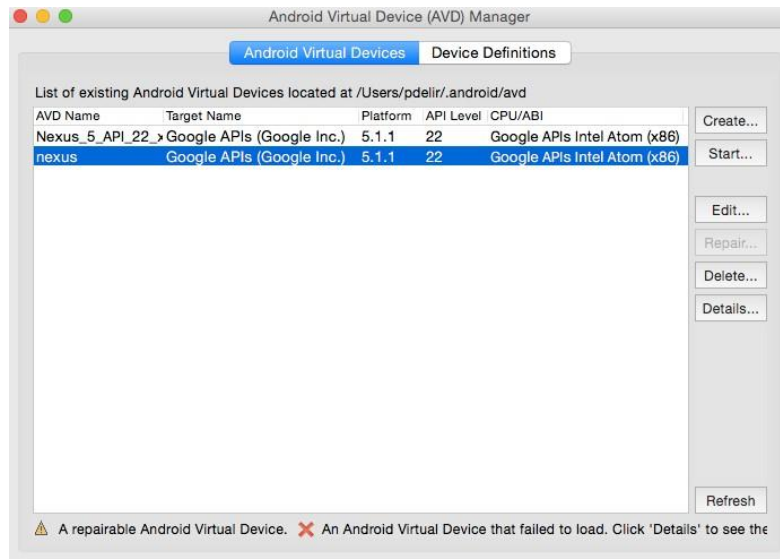 Android Virtual Device (AVD) Manager
Android Virtual Devices Device Definitions
List of existing Android Virtual Devices located at /Users/pdelir/.android/avd
AVD Name Target Name Platform API Level CPU/ABI
Nexus_5_API_22_x Google APIs (Google Inc.) 5.1.1 22 Google APIs Intel Atom (x86)
nexus Google APIs (Google Inc.) 5.1.1 22 Google APIs Intel Atom (x86)
Create...
Start...
Edit...
Repair...
Delete...
Details...
Refresh
A repairable Android Virtual Device. An Android Virtual Device that failed to load. Click 'Details' to see the